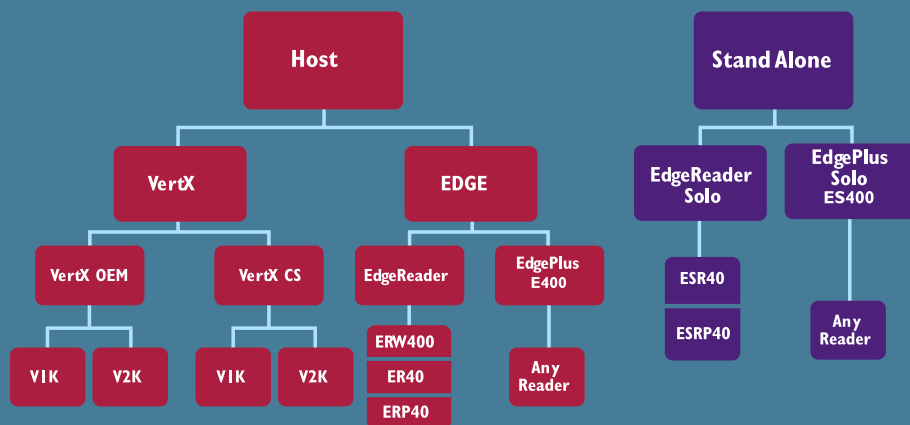 Host
Stand Alone
VertX
EDGE
EdgeReader
Solo
EdgePlus
Solo
ES400
VertX OEM
VertX CS
EdgeReader
EdgePlus
E400
ESR40
ESRP40
Any
Reader
V1K
V2K
V1K
V2K
ERW400
ER40
ERP40
Any
Reader